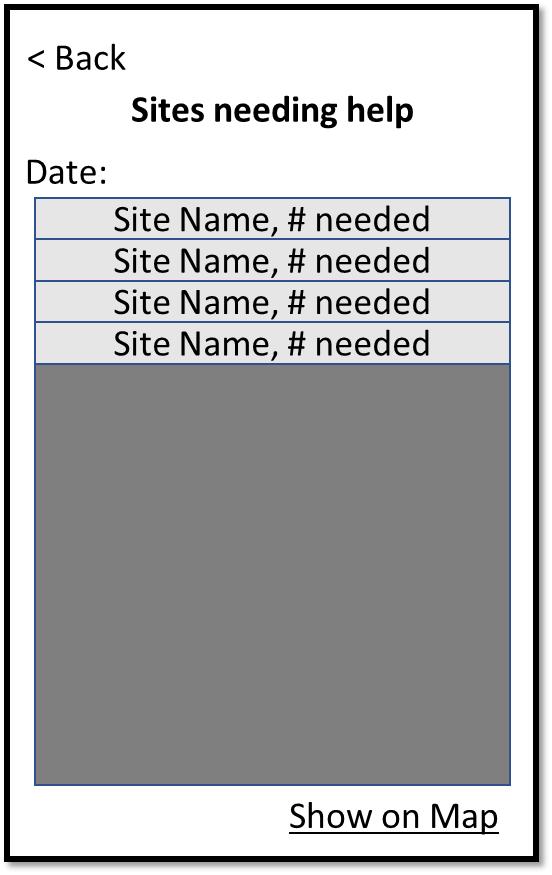 < Back
Sites needing help
Date:
Site Name, # needed
Site Name, # needed
Site Name, # needed
Site Name, # needed
Show on Map